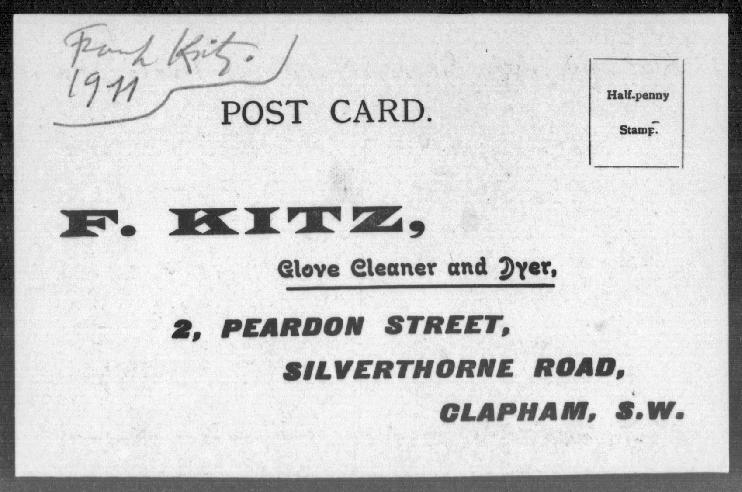 Frank Kitz.
1911
POST CARD.
Half-penny
Stamp.
F. KITZ,
Glove Cleaner and Dyer,
2, PEARDON STREET,
SILVERTHORNE ROAD,
CLAPHAM, S.W.